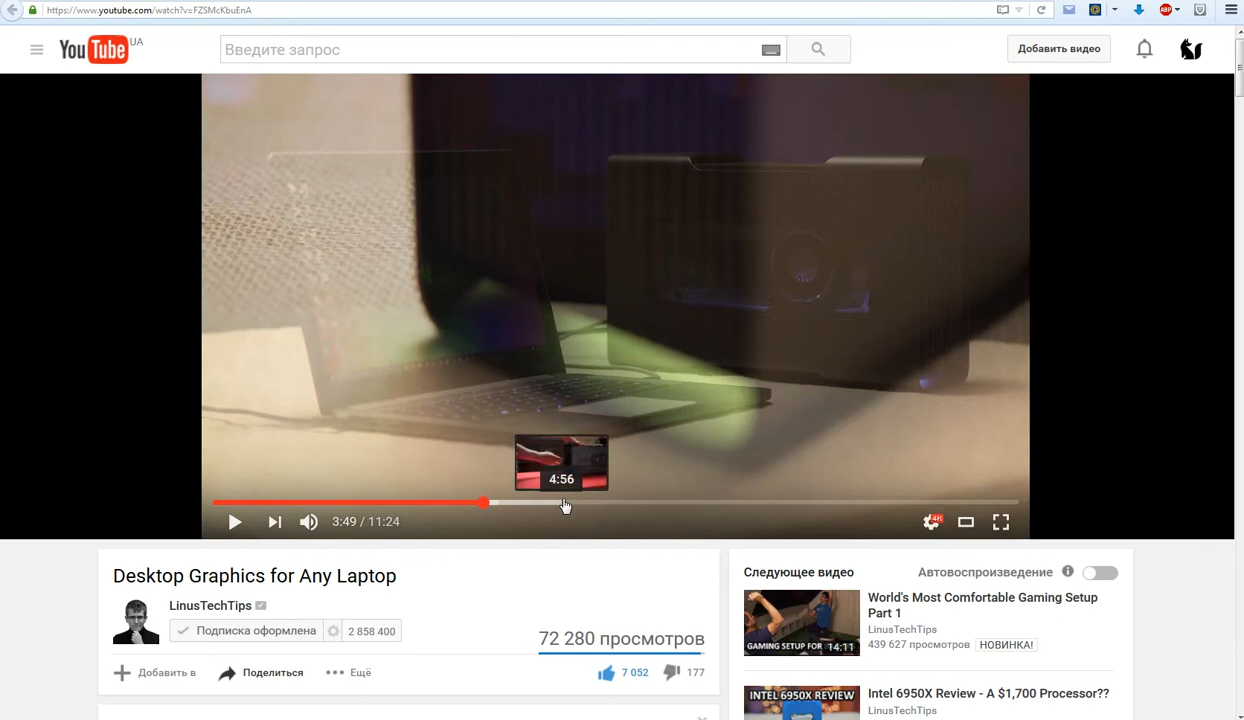 https://www.youtube.com/watch?v=FZSMcKbuEnA
ABP
YouTube UA
Введите запрос
Добавить видео
4:56
3:49 / 11:24
4K
Desktop Graphics for Any Laptop
LinusTechTips
Подписка оформлена
2 858 400
72 280 просмотров
Добавить в
Поделиться
Ещё
7 052
177
Следующее видео
Автовоспроизведение
World's Most Comfortable Gaming Setup
Part 1
LinusTechTips
439 627 просмотров
НОВИНКА!
GAMING SETUP FOR
14:11
Intel 6950X Review - A $1,700 Processor??
LinusTechTips
INTEL 6950X REVIEW